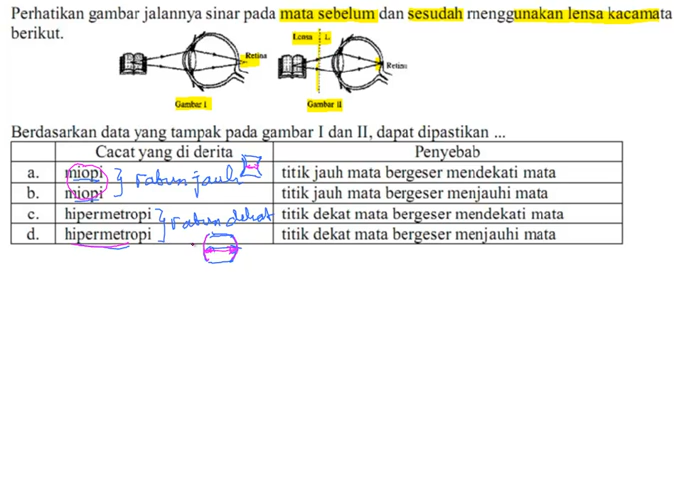 Perhatikan gambar jalannya sinar pada mata sebelum dan sesudah menggunakan lensa kacamata
berikut.
Lensa L
Retina
Retina
Gambar I
Gambar II
Berdasarkan data yang tampak pada gambar I dan II, dapat dipastikan ...
Cacat yang di derita Penyebab
a. miopi titik jauh mata bergeser mendekati mata
rabun jauh
b. miopi titik jauh mata bergeser menjauhi mata
c. hipermetropi titik dekat mata bergeser mendekati mata
rabun dekat
d. hipermetropi titik dekat mata bergeser menjauhi mata